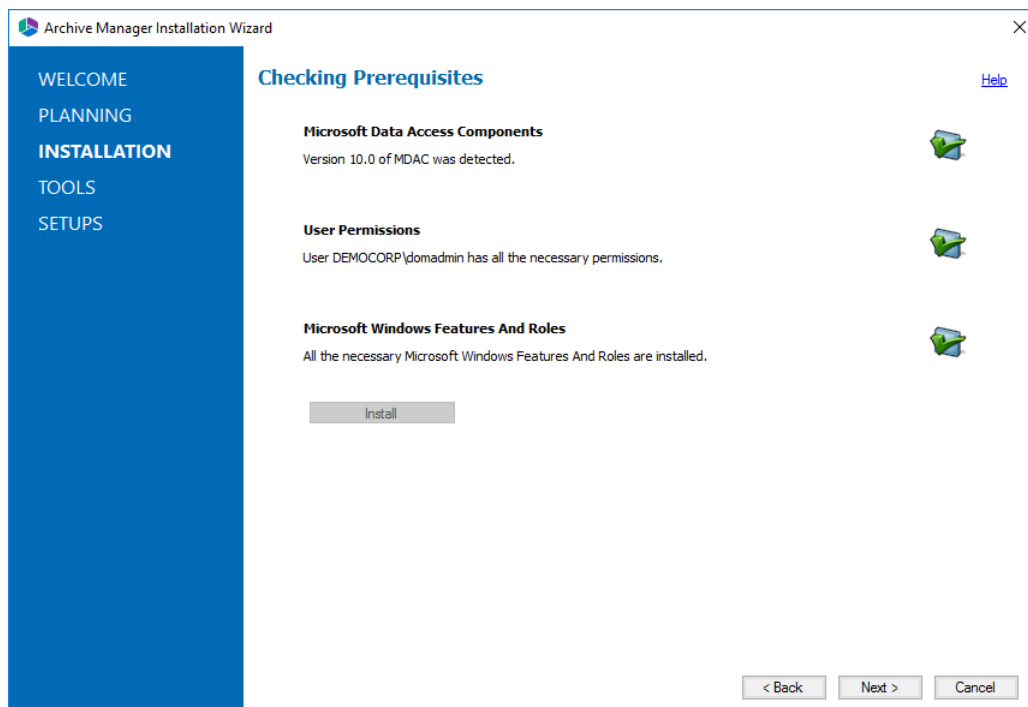 Archive Manager Installation Wizard
WELCOME
PLANNING
INSTALLATION
TOOLS
SETUPS
Checking Prerequisites
Help
Microsoft Data Access Components
Version 10.0 of MDAC was detected.
User Permissions
User DEMOCORP\domadmin has all the necessary permissions.
Microsoft Windows Features And Roles
All the necessary Microsoft Windows Features And Roles are installed.
Install
< Back
Next >
Cancel